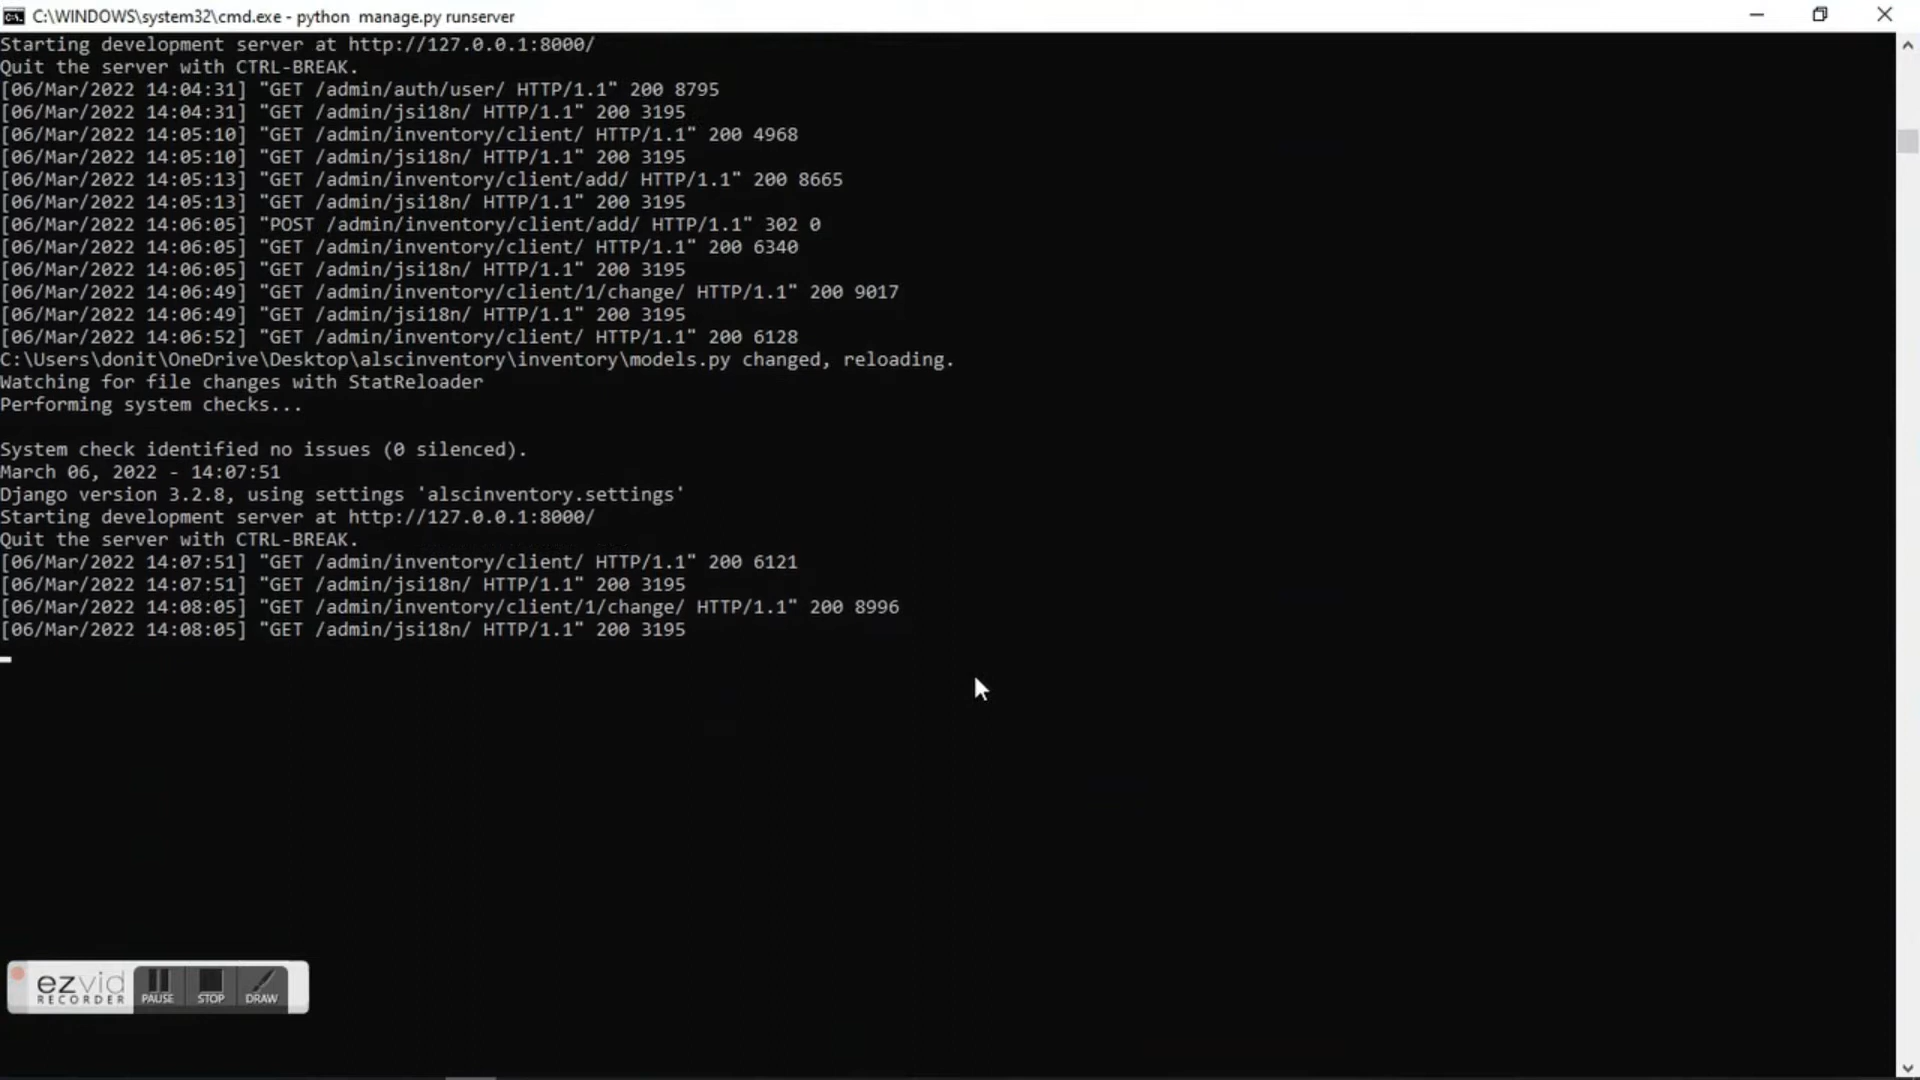 C:\WINDOWS\system32\cmd.exe - python  manage.py runserver
Starting development server at http://127.0.0.1:8000/
Quit the server with CTRL-BREAK.
[06/Mar/2022 14:04:31] "GET /admin/auth/user/ HTTP/1.1" 200 8795
[06/Mar/2022 14:04:31] "GET /admin/jsi18n/ HTTP/1.1" 200 3195
[06/Mar/2022 14:05:10] "GET /admin/inventory/client/ HTTP/1.1" 200 4968
[06/Mar/2022 14:05:10] "GET /admin/jsi18n/ HTTP/1.1" 200 3195
[06/Mar/2022 14:05:13] "GET /admin/inventory/client/add/ HTTP/1.1" 200 8665
[06/Mar/2022 14:05:13] "GET /admin/jsi18n/ HTTP/1.1" 200 3195
[06/Mar/2022 14:06:05] "POST /admin/inventory/client/add/ HTTP/1.1" 302 0
[06/Mar/2022 14:06:05] "GET /admin/inventory/client/ HTTP/1.1" 200 6340
[06/Mar/2022 14:06:05] "GET /admin/jsi18n/ HTTP/1.1" 200 3195
[06/Mar/2022 14:06:49] "GET /admin/inventory/client/1/change/ HTTP/1.1" 200 9017
[06/Mar/2022 14:06:49] "GET /admin/jsi18n/ HTTP/1.1" 200 3195
[06/Mar/2022 14:06:52] "GET /admin/inventory/client/ HTTP/1.1" 200 6128
C:\Users\donit\OneDrive\Desktop\alscinventory\inventory\models.py changed, reloading.
Watching for file changes with StatReloader
Performing system checks...
System check identified no issues (0 silenced).
March 06, 2022 - 14:07:51
Django version 3.2.8, using settings 'alscinventory.settings'
Starting development server at http://127.0.0.1:8000/
Quit the server with CTRL-BREAK.
[06/Mar/2022 14:07:51] "GET /admin/inventory/client/ HTTP/1.1" 200 6121
[06/Mar/2022 14:07:51] "GET /admin/jsi18n/ HTTP/1.1" 200 3195
[06/Mar/2022 14:08:05] "GET /admin/inventory/client/1/change/ HTTP/1.1" 200 8996
[06/Mar/2022 14:08:05] "GET /admin/jsi18n/ HTTP/1.1" 200 3195
ezvid
RECORDER
PAUSE STOP DRAW